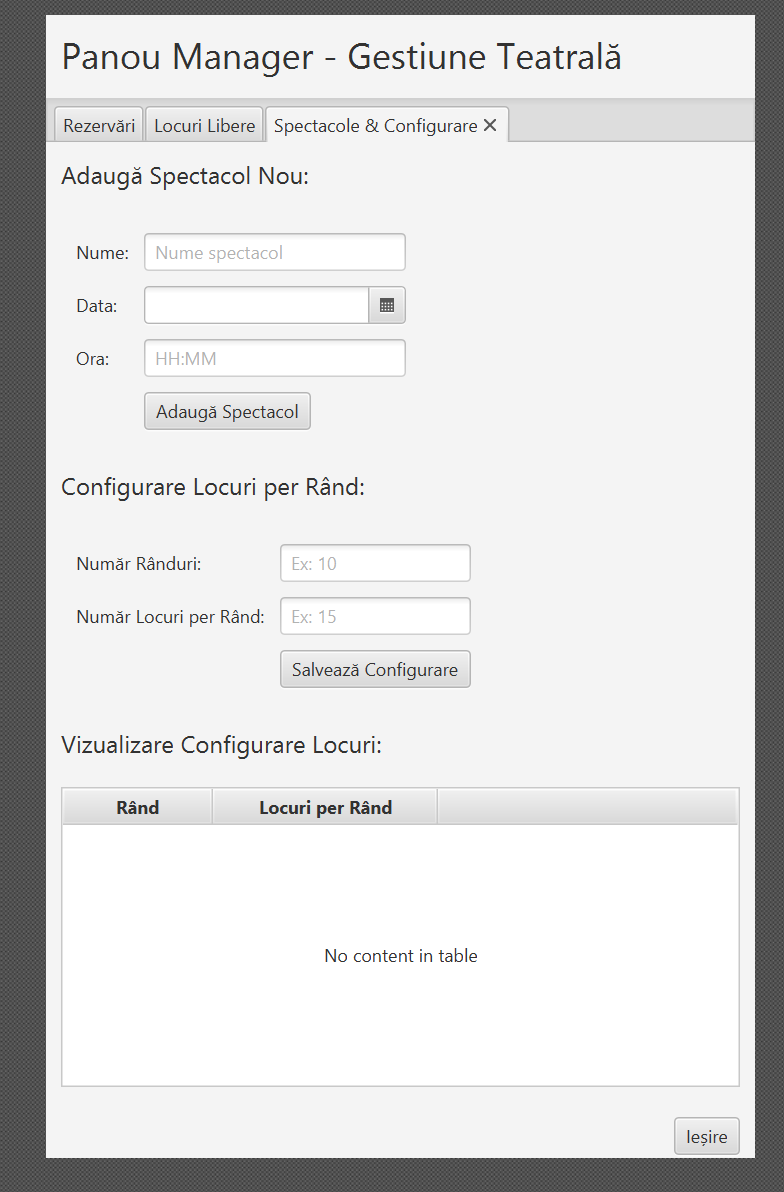 Panou Manager - Gestiune Teatrală
Rezervări Locuri Libere Spectacole & Configurare
Adaugă Spectacol Nou:
Nume: Nume spectacol
Data:
Ora: HH:MM
Adaugă Spectacol
Configurare Locuri per Rând:
Număr Rânduri: Ex: 10
Număr Locuri per Rând: Ex: 15
Salvează Configurare
Vizualizare Configurare Locuri:
Rând Locuri per Rând
No content in table
Ieșire